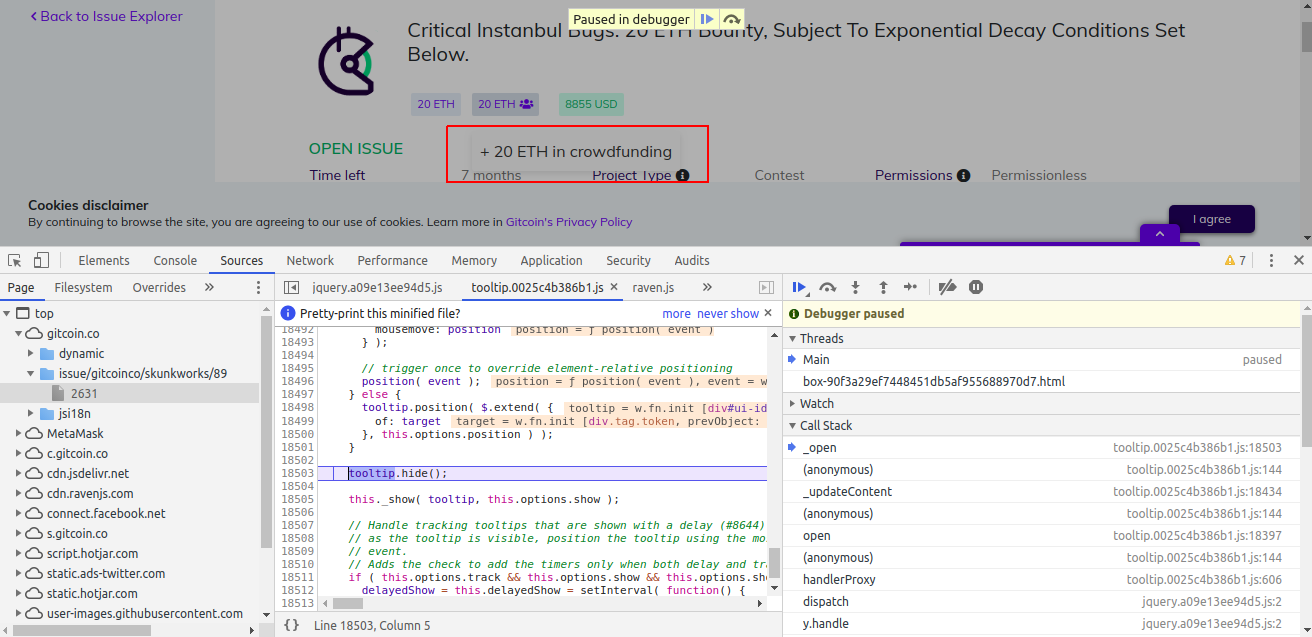 Back to Issue Explorer
Paused in debugger
Critical Instanbul Bugs: 20 ETH Bounty, Subject To Exponential Decay Conditions Set
Below.
20 ETH 20 ETH 8855 USD
OPEN ISSUE
+ 20 ETH in crowdfunding
Time left 7 months Project Type Contest Permissions Permissionless
Cookies disclaimer
By continuing to browse the site, you are agreeing to our use of cookies. Learn more in Gitcoin's Privacy Policy
I agree
Elements Console Sources Network Performance Memory Application Security Audits 7
Page Filesystem Overrides »
jquery.a09e13ee94d5.js tooltip.0025c4b386b1.js × raven.js »
top
gitcoin.co
dynamic
issue/gitcoinco/skunkworks/89
2631
jsi18n
MetaMask
c.gitcoin.co
cdn.jsdelivr.net
cdn.ravenjs.com
connect.facebook.net
s.gitcoin.co
script.hotjar.com
static.ads-twitter.com
static.hotjar.com
user-images.githubusercontent.com
Pretty-print this minified file? more never show ×
18492 mousemove: position position = ƒ position( event )
18493 } );
18494
18495 // trigger once to override element-relative positioning
18496 position( event ); position = ƒ position( event ), event = w
18497 } else {
18498 tooltip.position( $.extend( { tooltip = w.fn.init [div#ui-id
18499 of: target target = w.fn.init [div.tag.token, prevObject:
18500 }, this.options.position ) );
18501 }
18502
18503 tooltip.hide();
18504
18505 this._show( tooltip, this.options.show );
18506
18507 // Handle tracking tooltips that are shown with a delay (#8644)
18508 // as the tooltip is visible, position the tooltip using the mo
18509 // event.
18510 // Adds the check to add the timers only when both delay and tr
18511 if ( this.options.track && this.options.show && this.options.sh
18512 delayedShow = this.delayedShow = setInterval( function() {
18513
{} Line 18503, Column 5
Debugger paused
Threads
Main paused
box-90f3a29ef7448451db5af955688970d7.html
Watch
Call Stack
_open tooltip.0025c4b386b1.js:18503
(anonymous) tooltip.0025c4b386b1.js:144
_updateContent tooltip.0025c4b386b1.js:18434
(anonymous) tooltip.0025c4b386b1.js:144
open tooltip.0025c4b386b1.js:18397
(anonymous) tooltip.0025c4b386b1.js:144
handlerProxy tooltip.0025c4b386b1.js:606
dispatch jquery.a09e13ee94d5.js:2
y.handle jquery.a09e13ee94d5.js:2